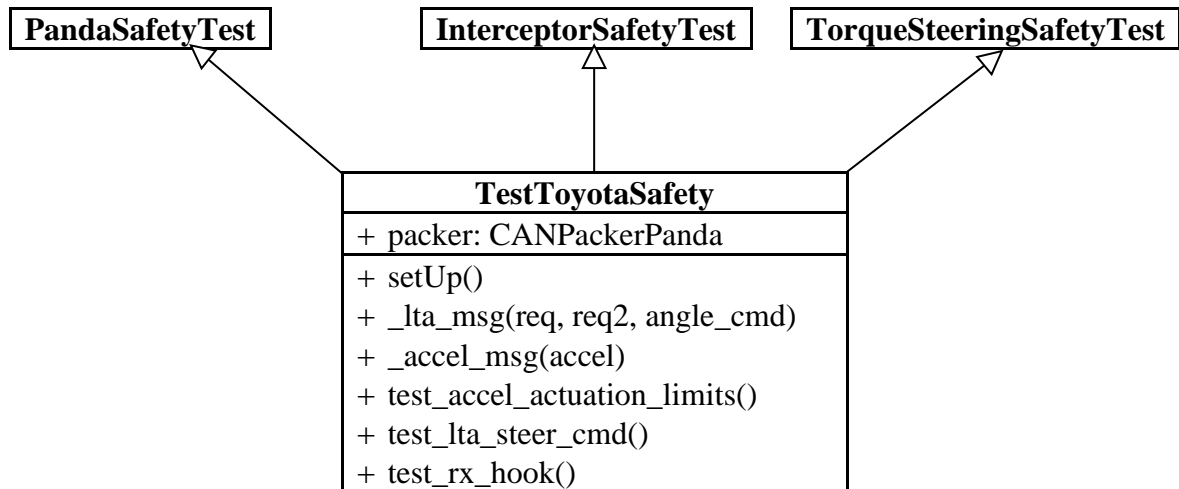 PandaSafetyTest
InterceptorSafetyTest
TorqueSteeringSafetyTest
TestToyotaSafety
+ packer: CANPackerPanda
+ setUp()
+ _lta_msg(req, req2, angle_cmd)
+ _accel_msg(accel)
+ test_accel_actuation_limits()
+ test_lta_steer_cmd()
+ test_rx_hook()